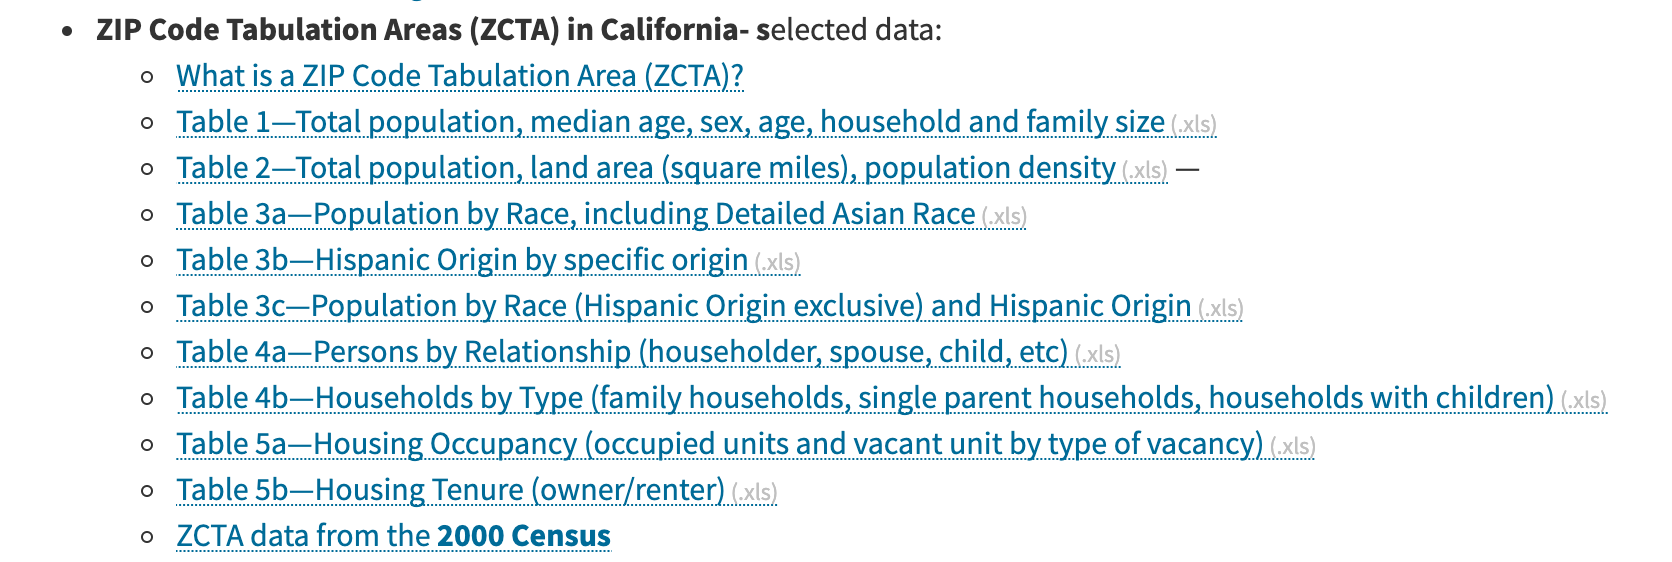 ZIP Code Tabulation Areas (ZCTA) in California- selected data:
What is a ZIP Code Tabulation Area (ZCTA)?
Table 1—Total population, median age, sex, age, household and family size (.xls)
Table 2—Total population, land area (square miles), population density (.xls) —
Table 3a—Population by Race, including Detailed Asian Race (.xls)
Table 3b—Hispanic Origin by specific origin (.xls)
Table 3c—Population by Race (Hispanic Origin exclusive) and Hispanic Origin (.xls)
Table 4a—Persons by Relationship (householder, spouse, child, etc) (.xls)
Table 4b—Households by Type (family households, single parent households, households with children) (.xls)
Table 5a—Housing Occupancy (occupied units and vacant unit by type of vacancy) (.xls)
Table 5b—Housing Tenure (owner/renter) (.xls)
ZCTA data from the 2000 Census